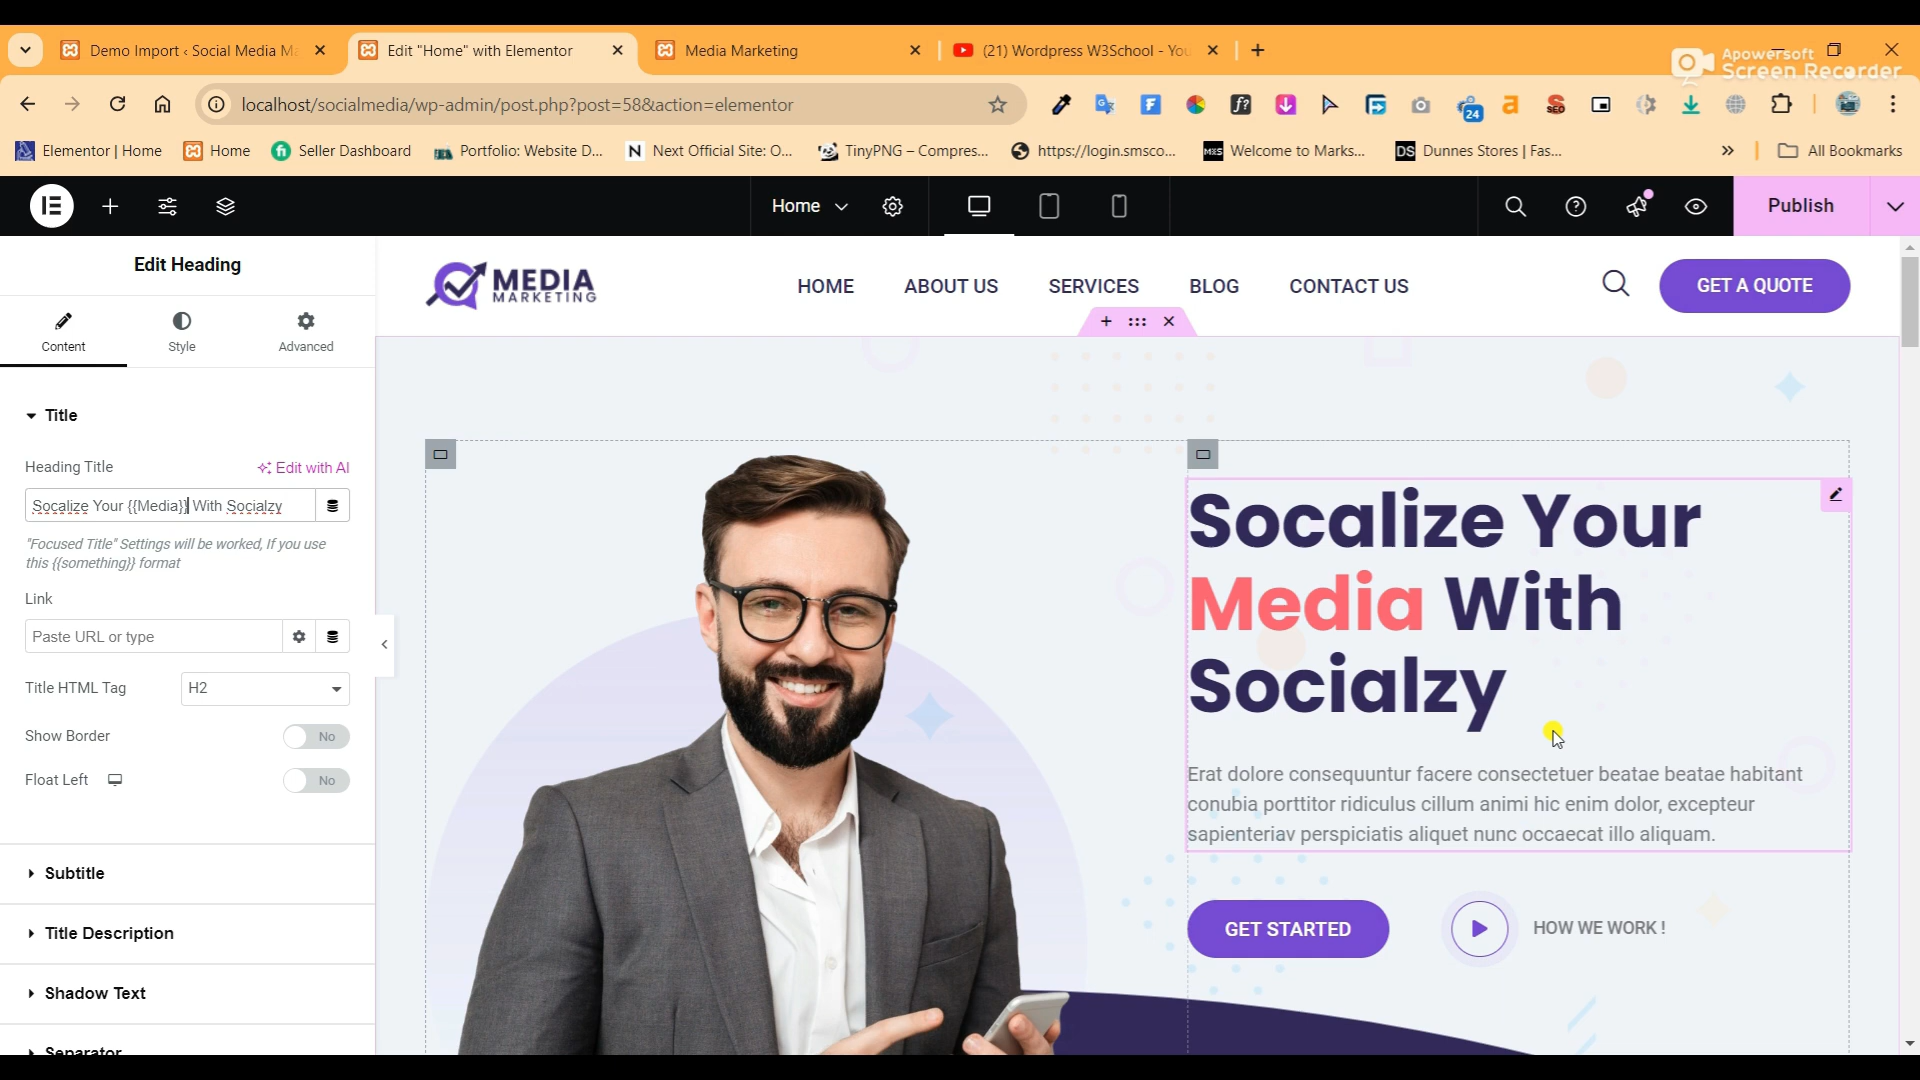 Demo Import ‹ Social Media M
Edit "Home" with Elementor
Media Marketing
(21) Wordpress W3School - You
Apowersoft
Screen Recorder
localhost/socialmedia/wp-admin/post.php?post=58&action=elementor
24
SEO
Elementor | Home
Home
Seller Dashboard
Portfolio: Website D...
Next Official Site: O...
TinyPNG – Compres...
https://login.smsco...
M&S
Welcome to Marks...
DS
Dunnes Stores | Fas...
All Bookmarks
Home
Publish
Edit Heading
Content
Style
Advanced
Title
Heading Title
Edit with AI
Socalize Your {{Media}} With Socialzy
"Focused Title" Settings will be worked, If you use
this {{something}} format
Link
Paste URL or type
Title HTML Tag
H2
Show Border
No
Float Left
No
Subtitle
Title Description
Shadow Text
Separator
MEDIA
MARKETING
HOME
ABOUT US
SERVICES
BLOG
CONTACT US
GET A QUOTE
Socalize Your
Media With
Socialzy
Erat dolore consequuntur facere consectetuer beatae beatae habitant
conubia porttitor ridiculus cillum animi hic enim dolor, excepteur
sapienteriav perspiciatis aliquet nunc occaecat illo aliquam.
GET STARTED
HOW WE WORK !